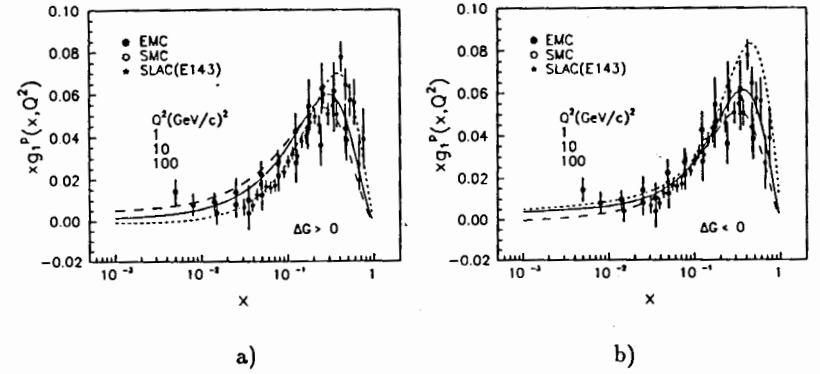 0.10
0.08
0.06
0.04
0.02
0.00
−0.02
xg₁ᵖ(x,Q²)
EMC
SMC
SLAC(E143)
Q²(GeV/c)²
1
10
100
ΔG > 0
10⁻³
10⁻²
10⁻¹
1
x
a)
0.10
0.08
0.06
0.04
0.02
0.00
−0.02
xg₁ᵖ(x,Q²)
EMC
SMC
SLAC(E143)
Q²(GeV/c)²
1
10
100
ΔG < 0
10⁻³
10⁻²
10⁻¹
1
x
b)